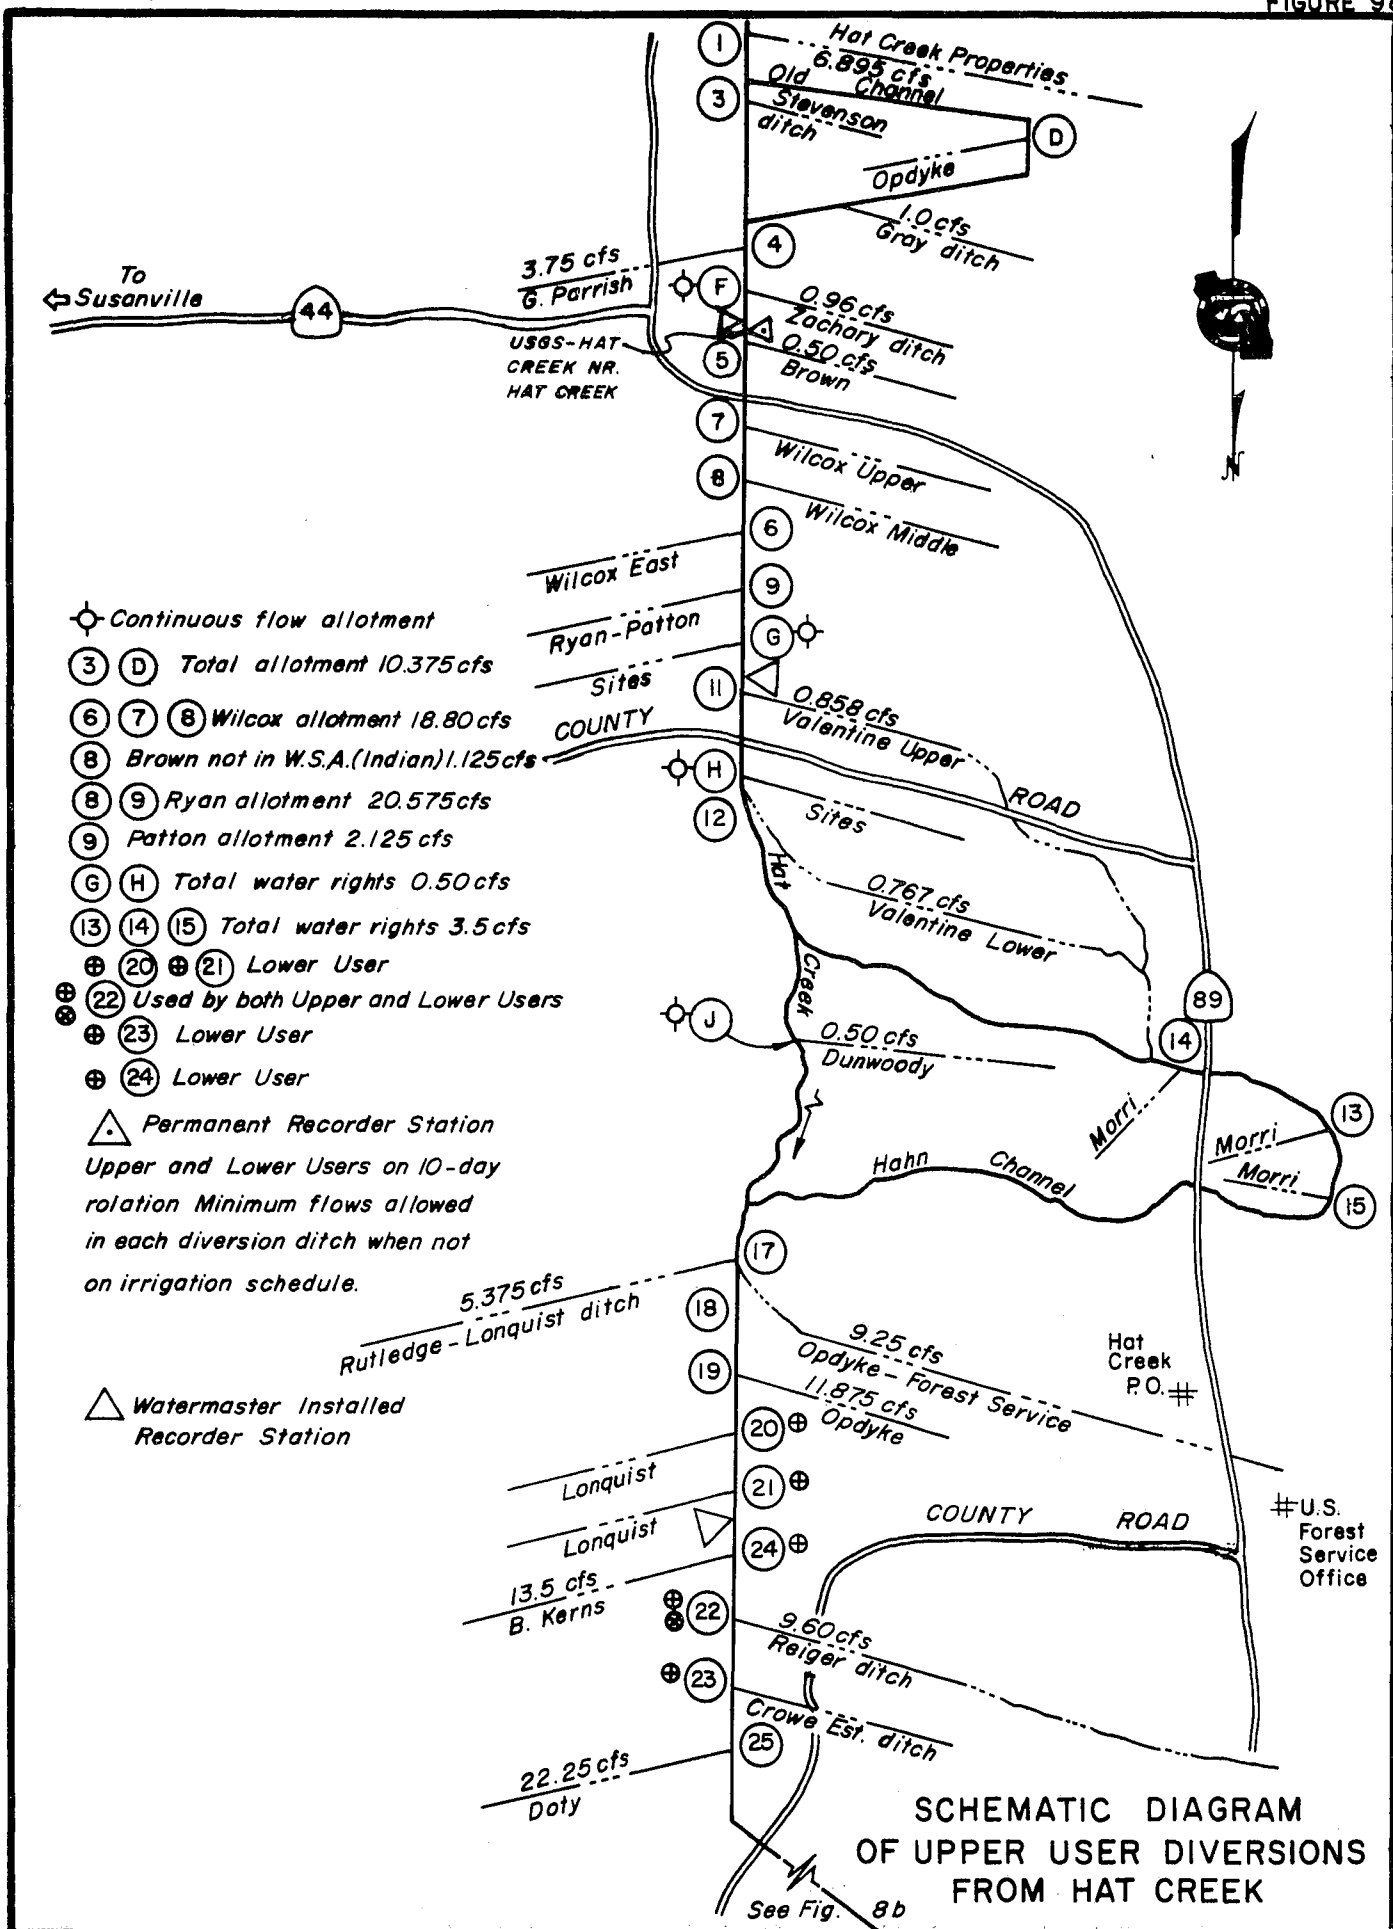 FIGURE 9
1
Hat Creek Properties
6.895 cfs
Old Channel
3
Stevenson
ditch
D
Opdyke
1.0 cfs
Gray ditch
4
3.75 cfs
G. Parrish
To
Susanville
44
F
0.96 cfs
Zachary ditch
USGS-HAT
CREEK NR.
HAT CREEK
5
0.50 cfs
Brown
7
Wilcox Upper
8
Wilcox Middle
N
6
Wilcox East
9
Ryan-Patton
G
Sites
11
0.858 cfs
Valentine Upper
COUNTY ROAD
H
Sites
12
Hat Creek
0.767 cfs
Valentine Lower
89
J
0.50 cfs
Dunwoody
14
Morri
13
Morri
Morri
15
Hahn Channel
Continuous flow allotment
3 D Total allotment 10.375 cfs
6 7 8 Wilcox allotment 18.80 cfs
8 Brown not in W.S.A.(Indian) 1.125 cfs
8 9 Ryan allotment 20.575 cfs
9 Patton allotment 2.125 cfs
G H Total water rights 0.50 cfs
13 14 15 Total water rights 3.5 cfs
20 21 Lower User
22 Used by both Upper and Lower Users
23 Lower User
24 Lower User
Permanent Recorder Station
Upper and Lower Users on 10-day
rolation Minimum flows allowed
in each diversion ditch when not
on irrigation schedule.
Watermaster Installed
Recorder Station
17
5.375 cfs
Rutledge-Lonquist ditch
18
9.25 cfs
Opdyke-Forest Service
Hat
Creek
P.O.
19
11.875 cfs
Opdyke
20
Lonquist
21
Lonquist
COUNTY ROAD
U.S.
Forest
Service
Office
24
13.5 cfs
B. Kerns
22
9.60 cfs
Reiger ditch
23
Crowe Est. ditch
25
22.25 cfs
Doty
SCHEMATIC DIAGRAM
OF UPPER USER DIVERSIONS
FROM HAT CREEK
See Fig. 8b